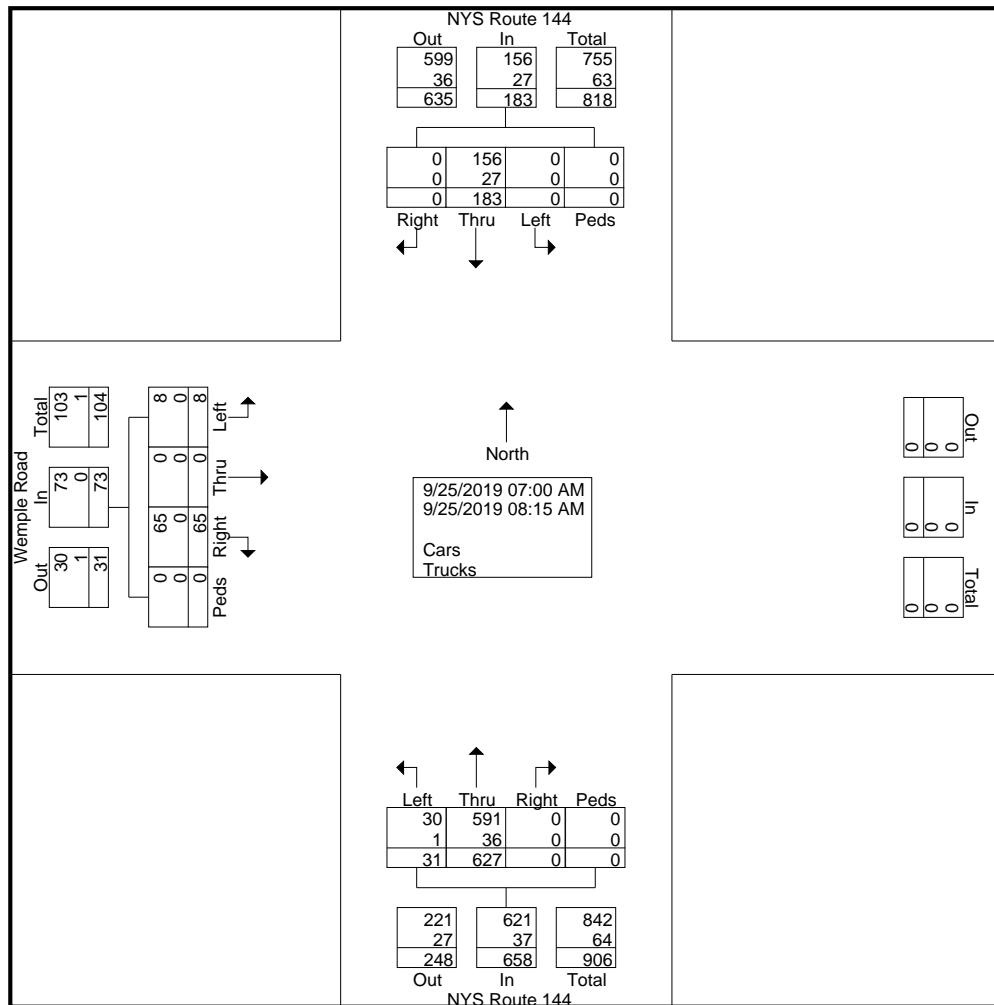 NYS Route 144
Out In Total
599 156 755
36 27 63
635 183 818
0 156 0 0
0 27 0 0
0 183 0 0
Right Thru Left Peds
Wemple Road
Total In Out
103 73 30
1 0 1
104 73 31
8 0 65 0
0 0 0 0
8 0 65 0
Left Thru Right Peds
North
9/25/2019 07:00 AM
9/25/2019 08:15 AM
Cars
Trucks
Out In Total
0 0 0
0 0 0
0 0 0
Left Thru Right Peds
30 591 0 0
1 36 0 0
31 627 0 0
221 621 842
27 37 64
248 658 906
Out In Total
NYS Route 144